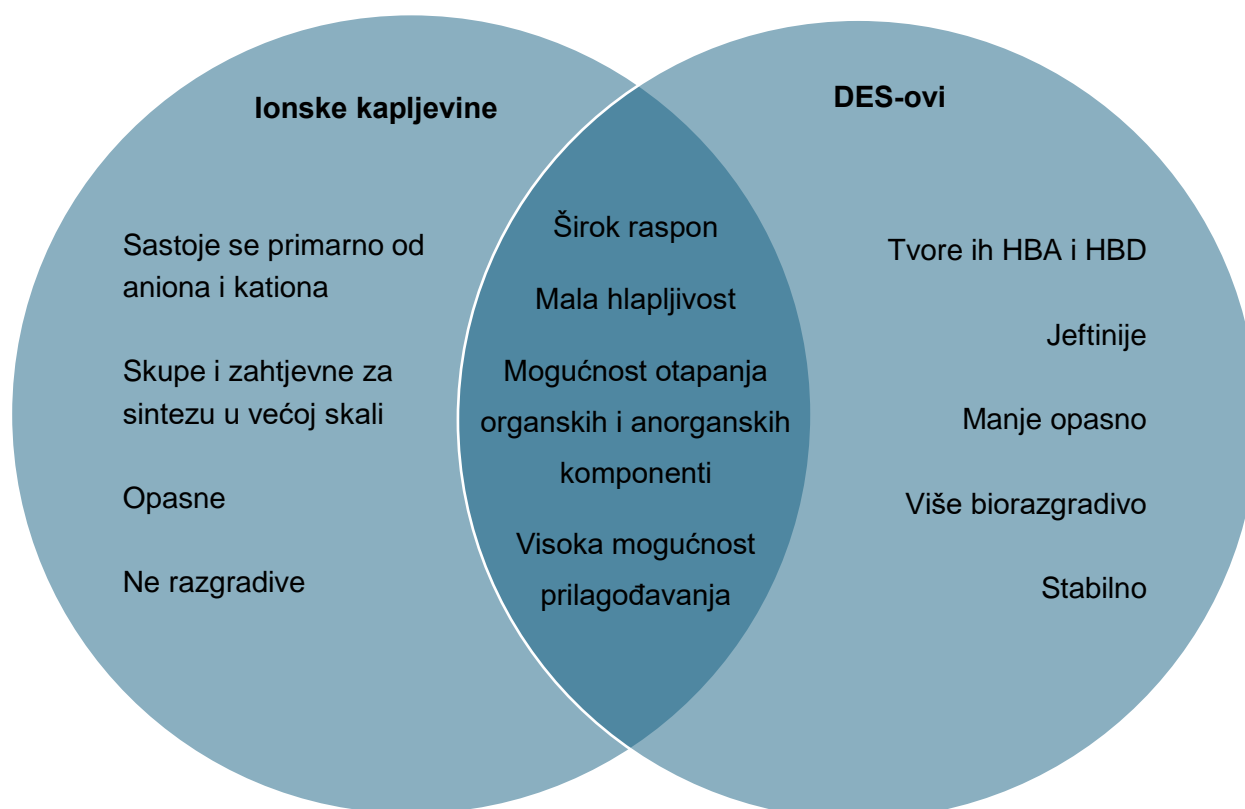 Ionske kapljevine
Sastoje se primarno od
aniona i kationa
Skupe i zahtjevne za
sintezu u većoj skali
Opasne
Ne razgradive
Širok raspon
Mala hlapljivost
Mogućnost otapanja
organskih i anorganskih
komponenti
Visoka mogućnost
prilagođavanja
DES-ovi
Tvore ih HBA i HBD
Jeftinije
Manje opasno
Više biorazgradivo
Stabilno